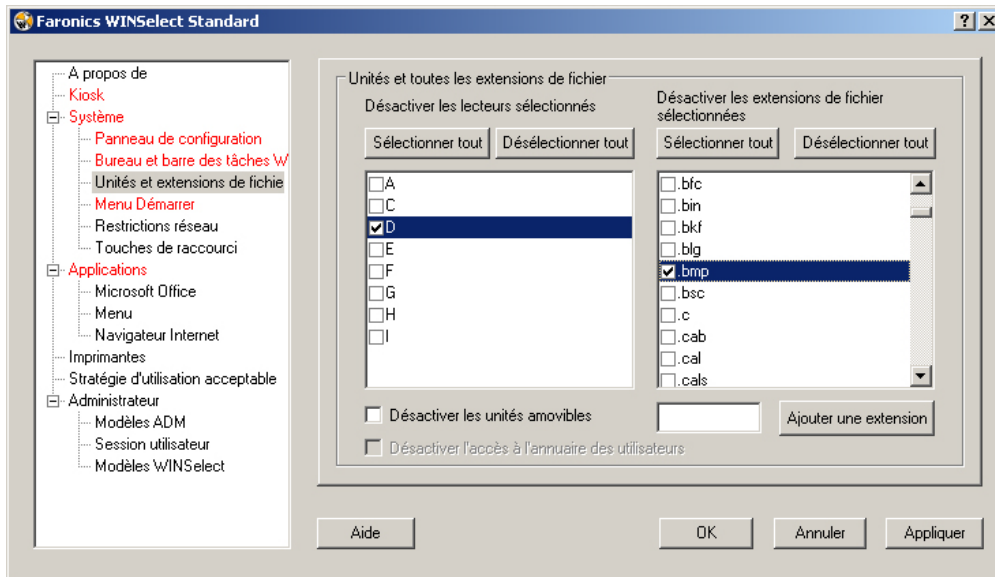 Faronics WINSelect Standard
A propos de
Kiosk
Système
Panneau de configuration
Bureau et barre des tâches W
Unités et extensions de fichie
Menu Démarrer
Restrictions réseau
Touches de raccourci
Applications
Microsoft Office
Menu
Navigateur Internet
Imprimantes
Stratégie d'utilisation acceptable
Administrateur
Modèles ADM
Session utilisateur
Modèles WINSelect
Unités et toutes les extensions de fichier
Désactiver les lecteurs sélectionnés
Sélectionner tout
Désélectionner tout
A
C
D
E
F
G
H
I
Désactiver les unités amovibles
Désactiver l'accès à l'annuaire des utilisateurs
Désactiver les extensions de fichier
sélectionnées
Sélectionner tout
Désélectionner tout
.bfc
.bin
.bkf
.blg
.bmp
.bsc
.c
.cab
.cal
.cals
Ajouter une extension
Aide
OK
Annuler
Appliquer